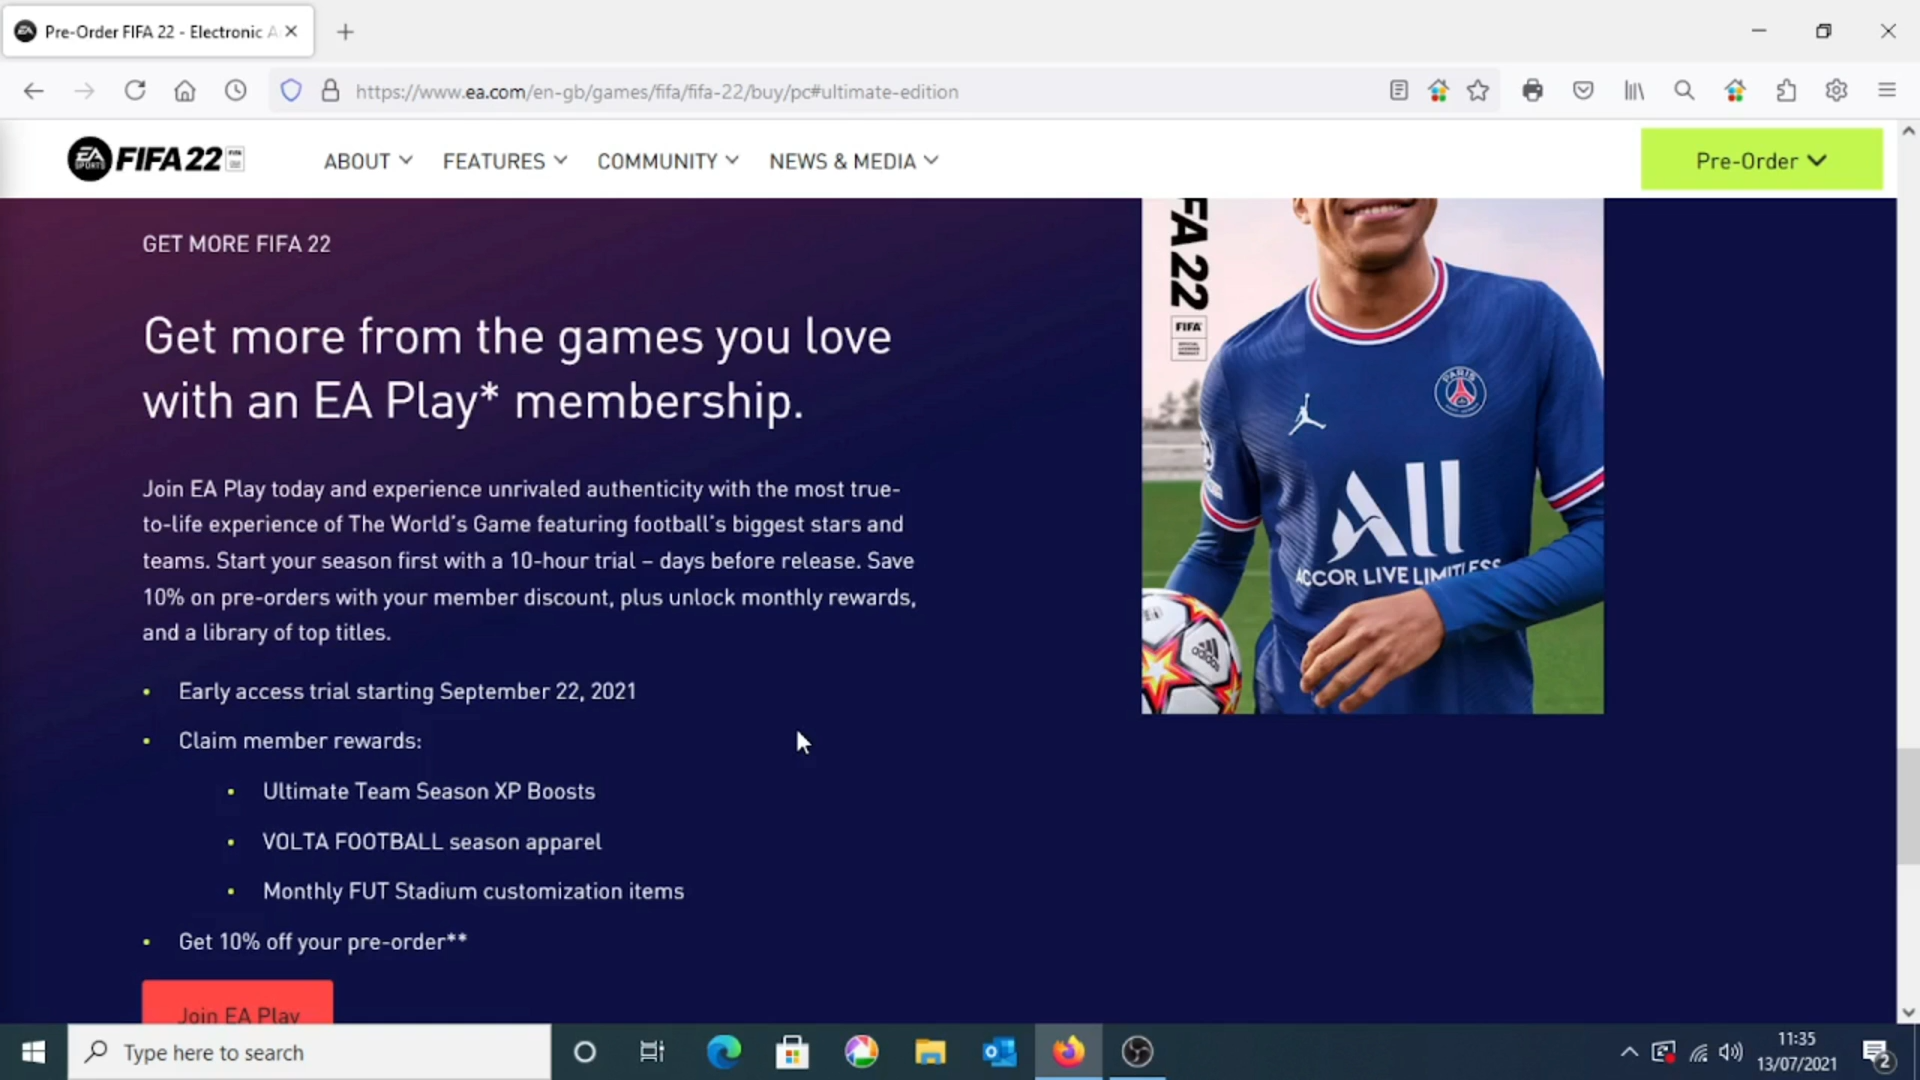 Pre-Order FIFA 22 - Electronic A
https://www.ea.com/en-gb/games/fifa/fifa-22/buy/pc#ultimate-edition
EA SPORTS FIFA 22 ABOUT FEATURES COMMUNITY NEWS & MEDIA Pre-Order
GET MORE FIFA 22
Get more from the games you love
with an EA Play* membership.
Join EA Play today and experience unrivaled authenticity with the most true-
to-life experience of The World's Game featuring football's biggest stars and
teams. Start your season first with a 10-hour trial – days before release. Save
10% on pre-orders with your member discount, plus unlock monthly rewards,
and a library of top titles.
• Early access trial starting September 22, 2021
• Claim member rewards:
• Ultimate Team Season XP Boosts
• VOLTA FOOTBALL season apparel
• Monthly FUT Stadium customization items
• Get 10% off your pre-order**
Join EA Play
FA 22
FIFA
PARIS
All
ACCOR LIVE LIMITLESS
adidas
Type here to search
11:35
13/07/2021
2